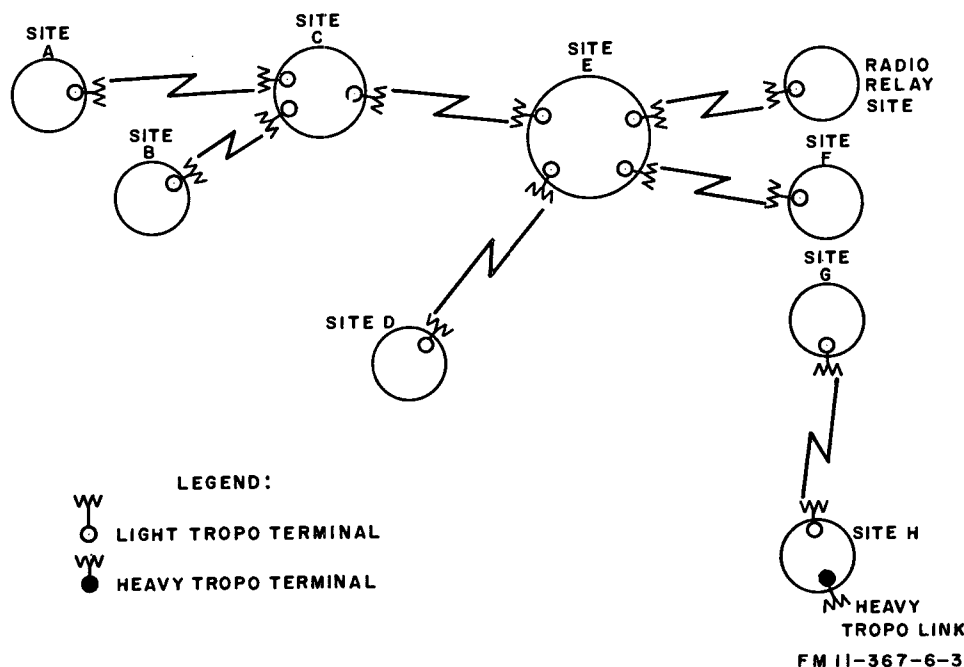 SITE
A
SITE
B
SITE
C
SITE
E
RADIO
RELAY
SITE
SITE
F
SITE
G
SITE D
LEGEND:
LIGHT TROPO TERMINAL
HEAVY TROPO TERMINAL
SITE H
HEAVY
TROPO LINK
FM 11-367-6-3